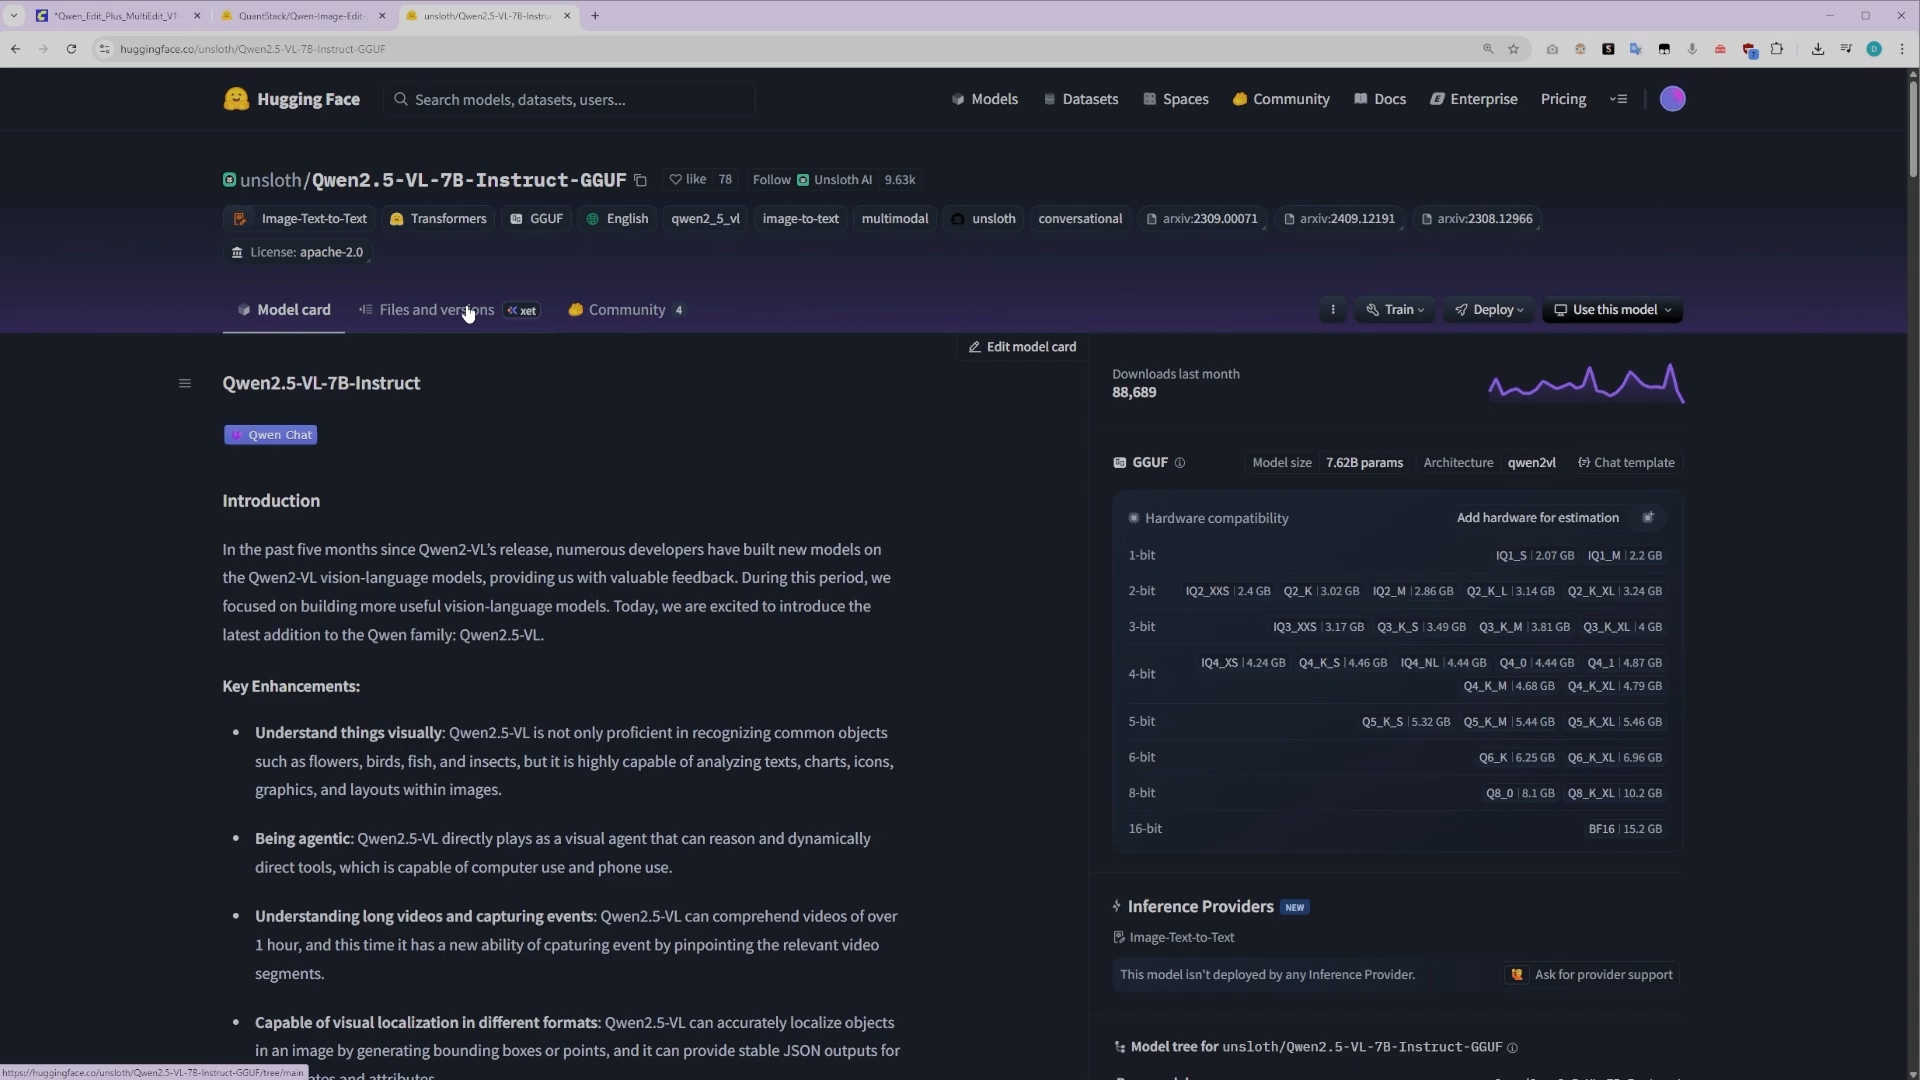 *Qwen_Edit_Plus_MultiEdit_V1
QuantStack/Qwen-Image-Edit-
unsloth/Qwen2.5-VL-7B-Instruc
huggingface.co/unsloth/Qwen2.5-VL-7B-Instruct-GGUF
Hugging Face
Search models, datasets, users...
Models
Datasets
Spaces
Community
Docs
Enterprise
Pricing
unsloth/Qwen2.5-VL-7B-Instruct-GGUF
like 78
Follow Unsloth AI 9.63k
Image-Text-to-Text
Transformers
GGUF
English
qwen2_5_vl
image-to-text
multimodal
unsloth
conversational
arxiv:2309.00071
arxiv:2409.12191
arxiv:2308.12966
License: apache-2.0
Model card
Files and versions
xet
Community 4
Train
Deploy
Use this model
Edit model card
Qwen2.5-VL-7B-Instruct
Qwen Chat
Introduction
In the past five months since Qwen2-VL’s release, numerous developers have built new models on
the Qwen2-VL vision-language models, providing us with valuable feedback. During this period, we
focused on building more useful vision-language models. Today, we are excited to introduce the
latest addition to the Qwen family: Qwen2.5-VL.
Key Enhancements:
• Understand things visually: Qwen2.5-VL is not only proficient in recognizing common objects
such as flowers, birds, fish, and insects, but it is highly capable of analyzing texts, charts, icons,
graphics, and layouts within images.
• Being agentic: Qwen2.5-VL directly plays as a visual agent that can reason and dynamically
direct tools, which is capable of computer use and phone use.
• Understanding long videos and capturing events: Qwen2.5-VL can comprehend videos of over
1 hour, and this time it has a new ability of cpaturing event by pinpointing the relevant video
segments.
• Capable of visual localization in different formats: Qwen2.5-VL can accurately localize objects
in an image by generating bounding boxes or points, and it can provide stable JSON outputs for
ates and attributes.
https://huggingface.co/unsloth/Qwen2.5-VL-7B-Instruct-GGUF/tree/main
Downloads last month
88,689
GGUF
Model size 7.62B params
Architecture qwen2vl
Chat template
Hardware compatibility
Add hardware for estimation
1-bit IQ1_S 2.07 GB IQ1_M 2.2 GB
2-bit IQ2_XXS 2.4 GB Q2_K 3.02 GB IQ2_M 2.86 GB Q2_K_L 3.14 GB Q2_K_XL 3.24 GB
3-bit IQ3_XXS 3.17 GB Q3_K_S 3.49 GB Q3_K_M 3.81 GB Q3_K_XL 4 GB
4-bit IQ4_XS 4.24 GB Q4_K_S 4.46 GB IQ4_NL 4.44 GB Q4_0 4.44 GB Q4_1 4.87 GB
Q4_K_M 4.68 GB Q4_K_XL 4.79 GB
5-bit Q5_K_S 5.32 GB Q5_K_M 5.44 GB Q5_K_XL 5.46 GB
6-bit Q6_K 6.25 GB Q6_K_XL 6.96 GB
8-bit Q8_0 8.1 GB Q8_K_XL 10.2 GB
16-bit BF16 15.2 GB
Inference Providers NEW
Image-Text-to-Text
This model isn't deployed by any Inference Provider.
Ask for provider support
Model tree for unsloth/Qwen2.5-VL-7B-Instruct-GGUF